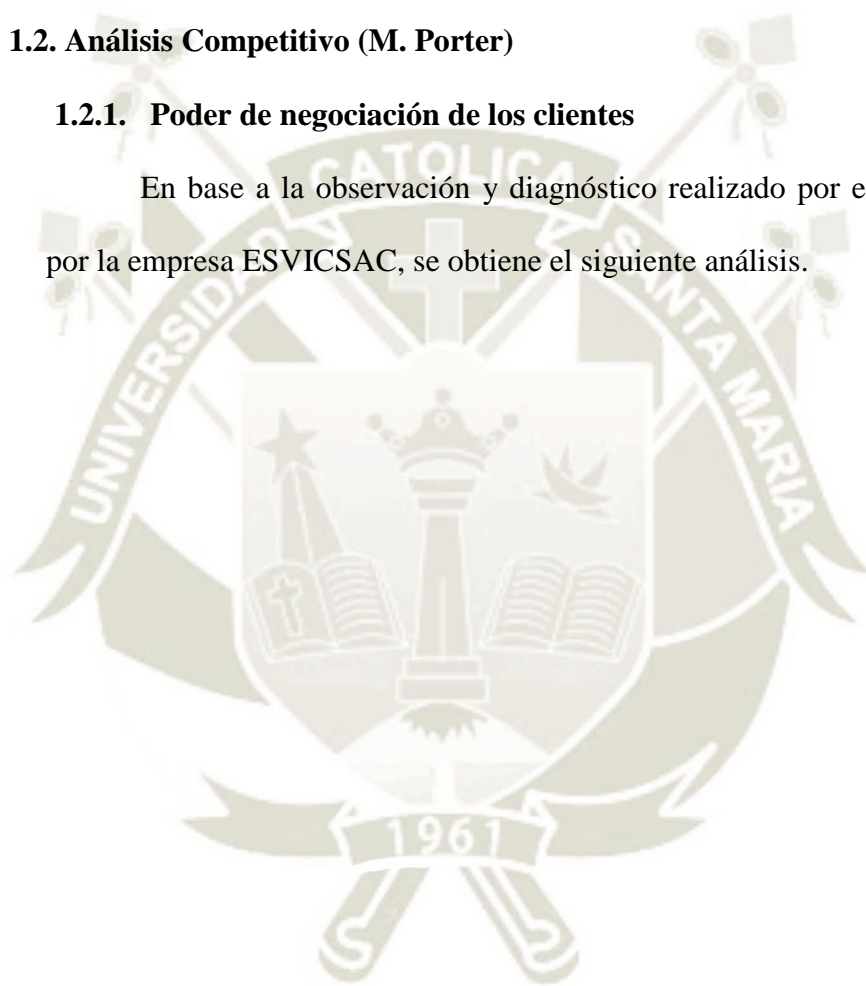 1.2. Análisis Competitivo (M. Porter)
1.2.1. Poder de negociación de los clientes
CATOLICA
En base a la observación y diagnóstico realizado por e
UNIVERSIDAD
SANTA MARIA
por la empresa ESVICSAC, se obtiene el siguiente análisis.
1961